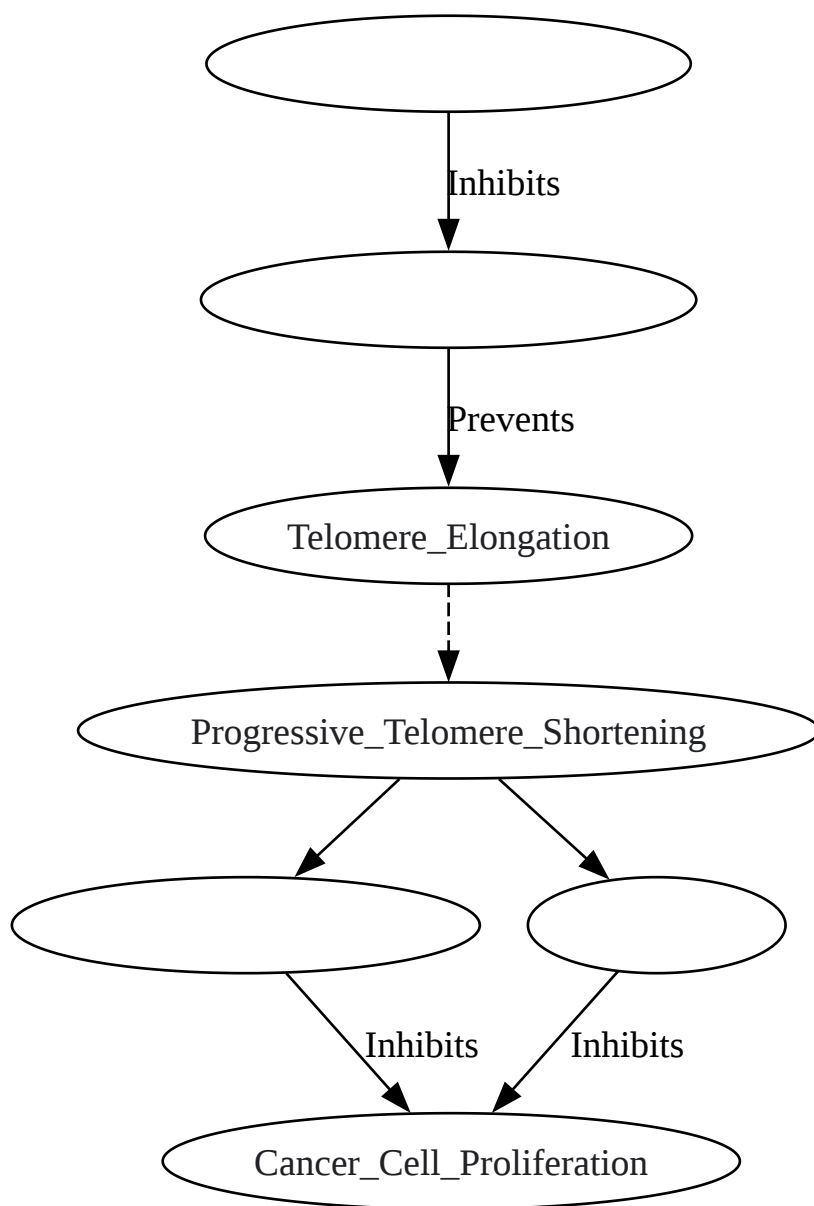 Inhibits
Prevents
Telomere_Elongation
Progressive_Telomere_Shortening
Inhibits
Inhibits
Cancer_Cell_Proliferation